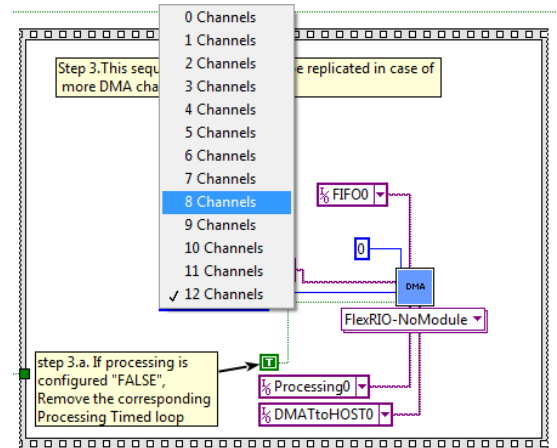 0 Channels
1 Channels
2 Channels
3 Channels
4 Channels
5 Channels
6 Channels
7 Channels
8 Channels
9 Channels
10 Channels
11 Channels
✓ 12 Channels
Step 3.This sequ
e replicated in case of
more DMA cha
FIFO0
0
DMA
FlexRIO-NoModule
step 3.a. If processing is
configured "FALSE",
Remove the corresponding
Processing Timed loop
T
Processing0
DMATtoHOST0